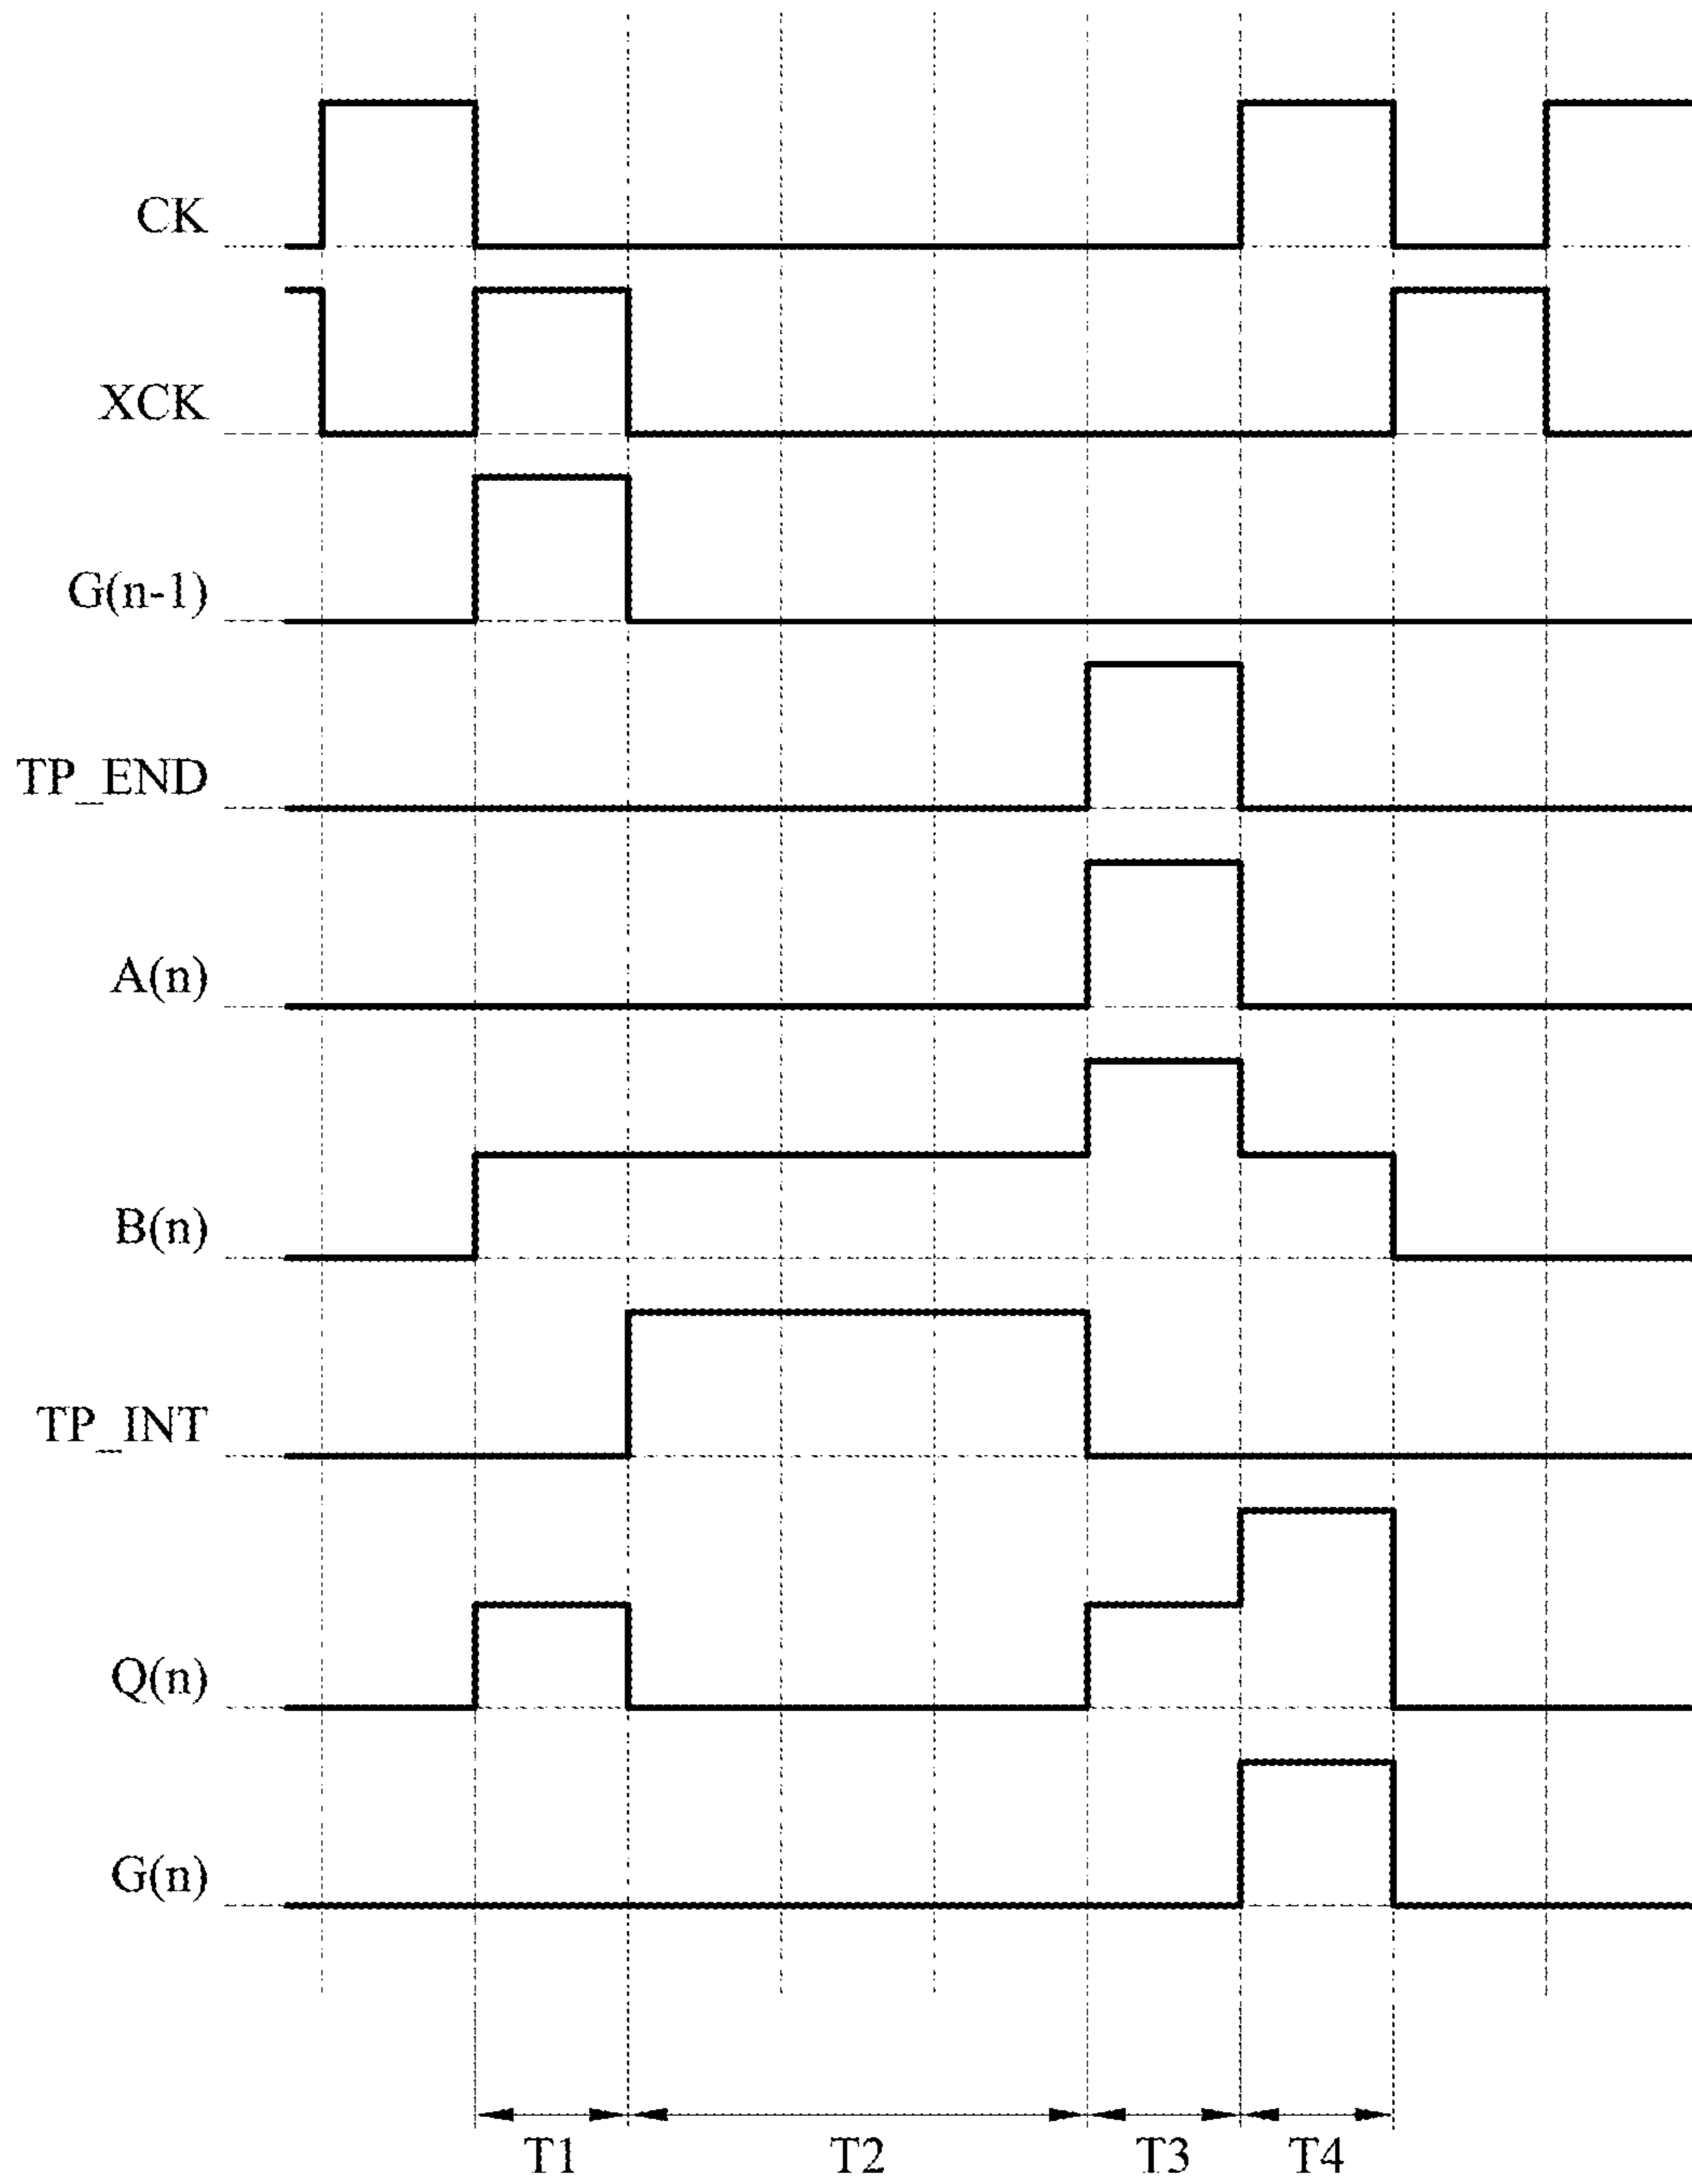 CK
XCK
G(n-1)
TP_END
A(n)
B(n)
TP_INT
Q(n)
G(n)
T1 T2 T3 T4